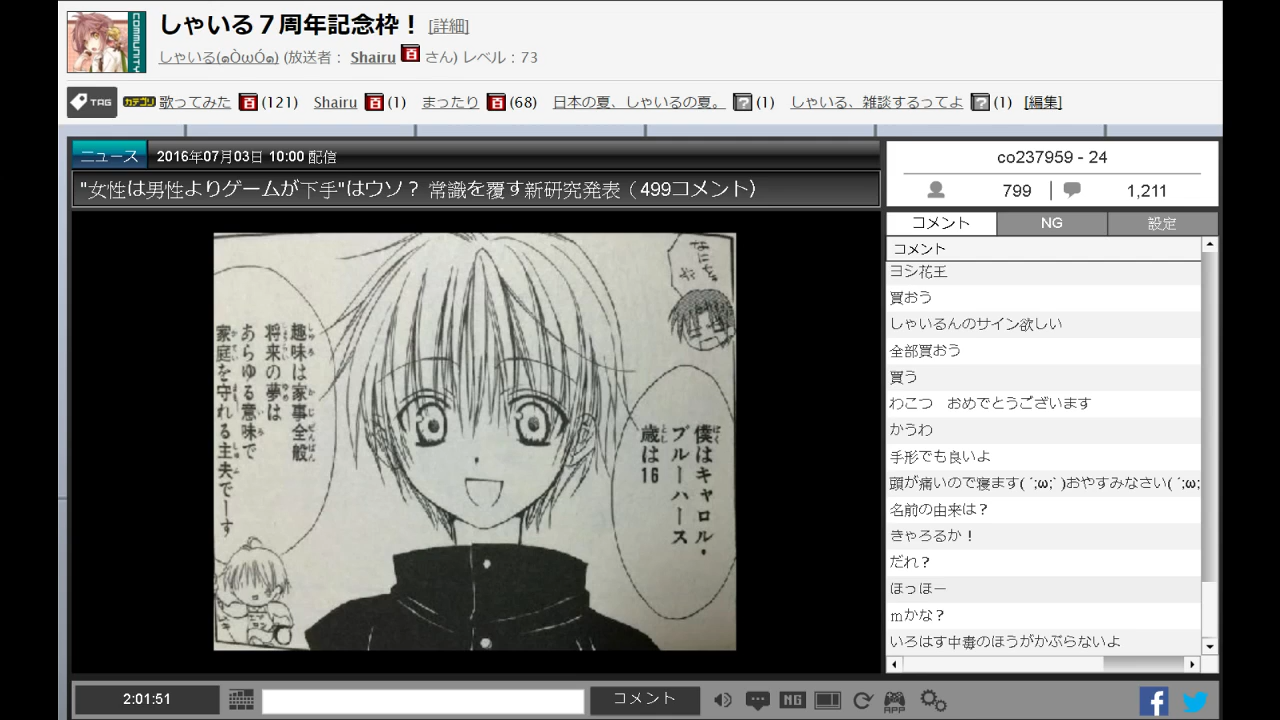 しゃいる７周年記念枠！ [詳細]
COMMUNITY
しゃいる(๑ÒωÓ๑) (放送者： Shairu 百 さん) レベル：73
TAG カテゴリ 歌ってみた 百 (121) Shairu 百 (1) まったり 百 (68) 日本の夏、しゃいるの夏。 ? (1) しゃいる、雑談するってよ ? (1) [編集]
ニュース 2016年07月03日 10:00 配信
"女性は男性よりゲームが下手"はウソ？ 常識を覆す新研究発表（499コメント）
なにぃ
僕はキャロル・
ブルーハース
歳は16
趣味は家事全般
将来の夢は
あらゆる意味で
家庭を守れる主夫でーす
co237959 - 24
799 | 1,211
コメント NG 設定
コメント
ヨシ花王
買おう
しゃいるんのサイン欲しい
全部買おう
買う
わこつ　おめでとうございます
かうわ
手形でも良いよ
頭が痛いので寝ます( ´;ω;` )おやすみなさい( ´;ω;
名前の由来は？
きゃろるか！
だれ？
ほっほー
ｍかな？
いろはす中毒のほうがかぶらないよ
2:01:51 コメント NG APP